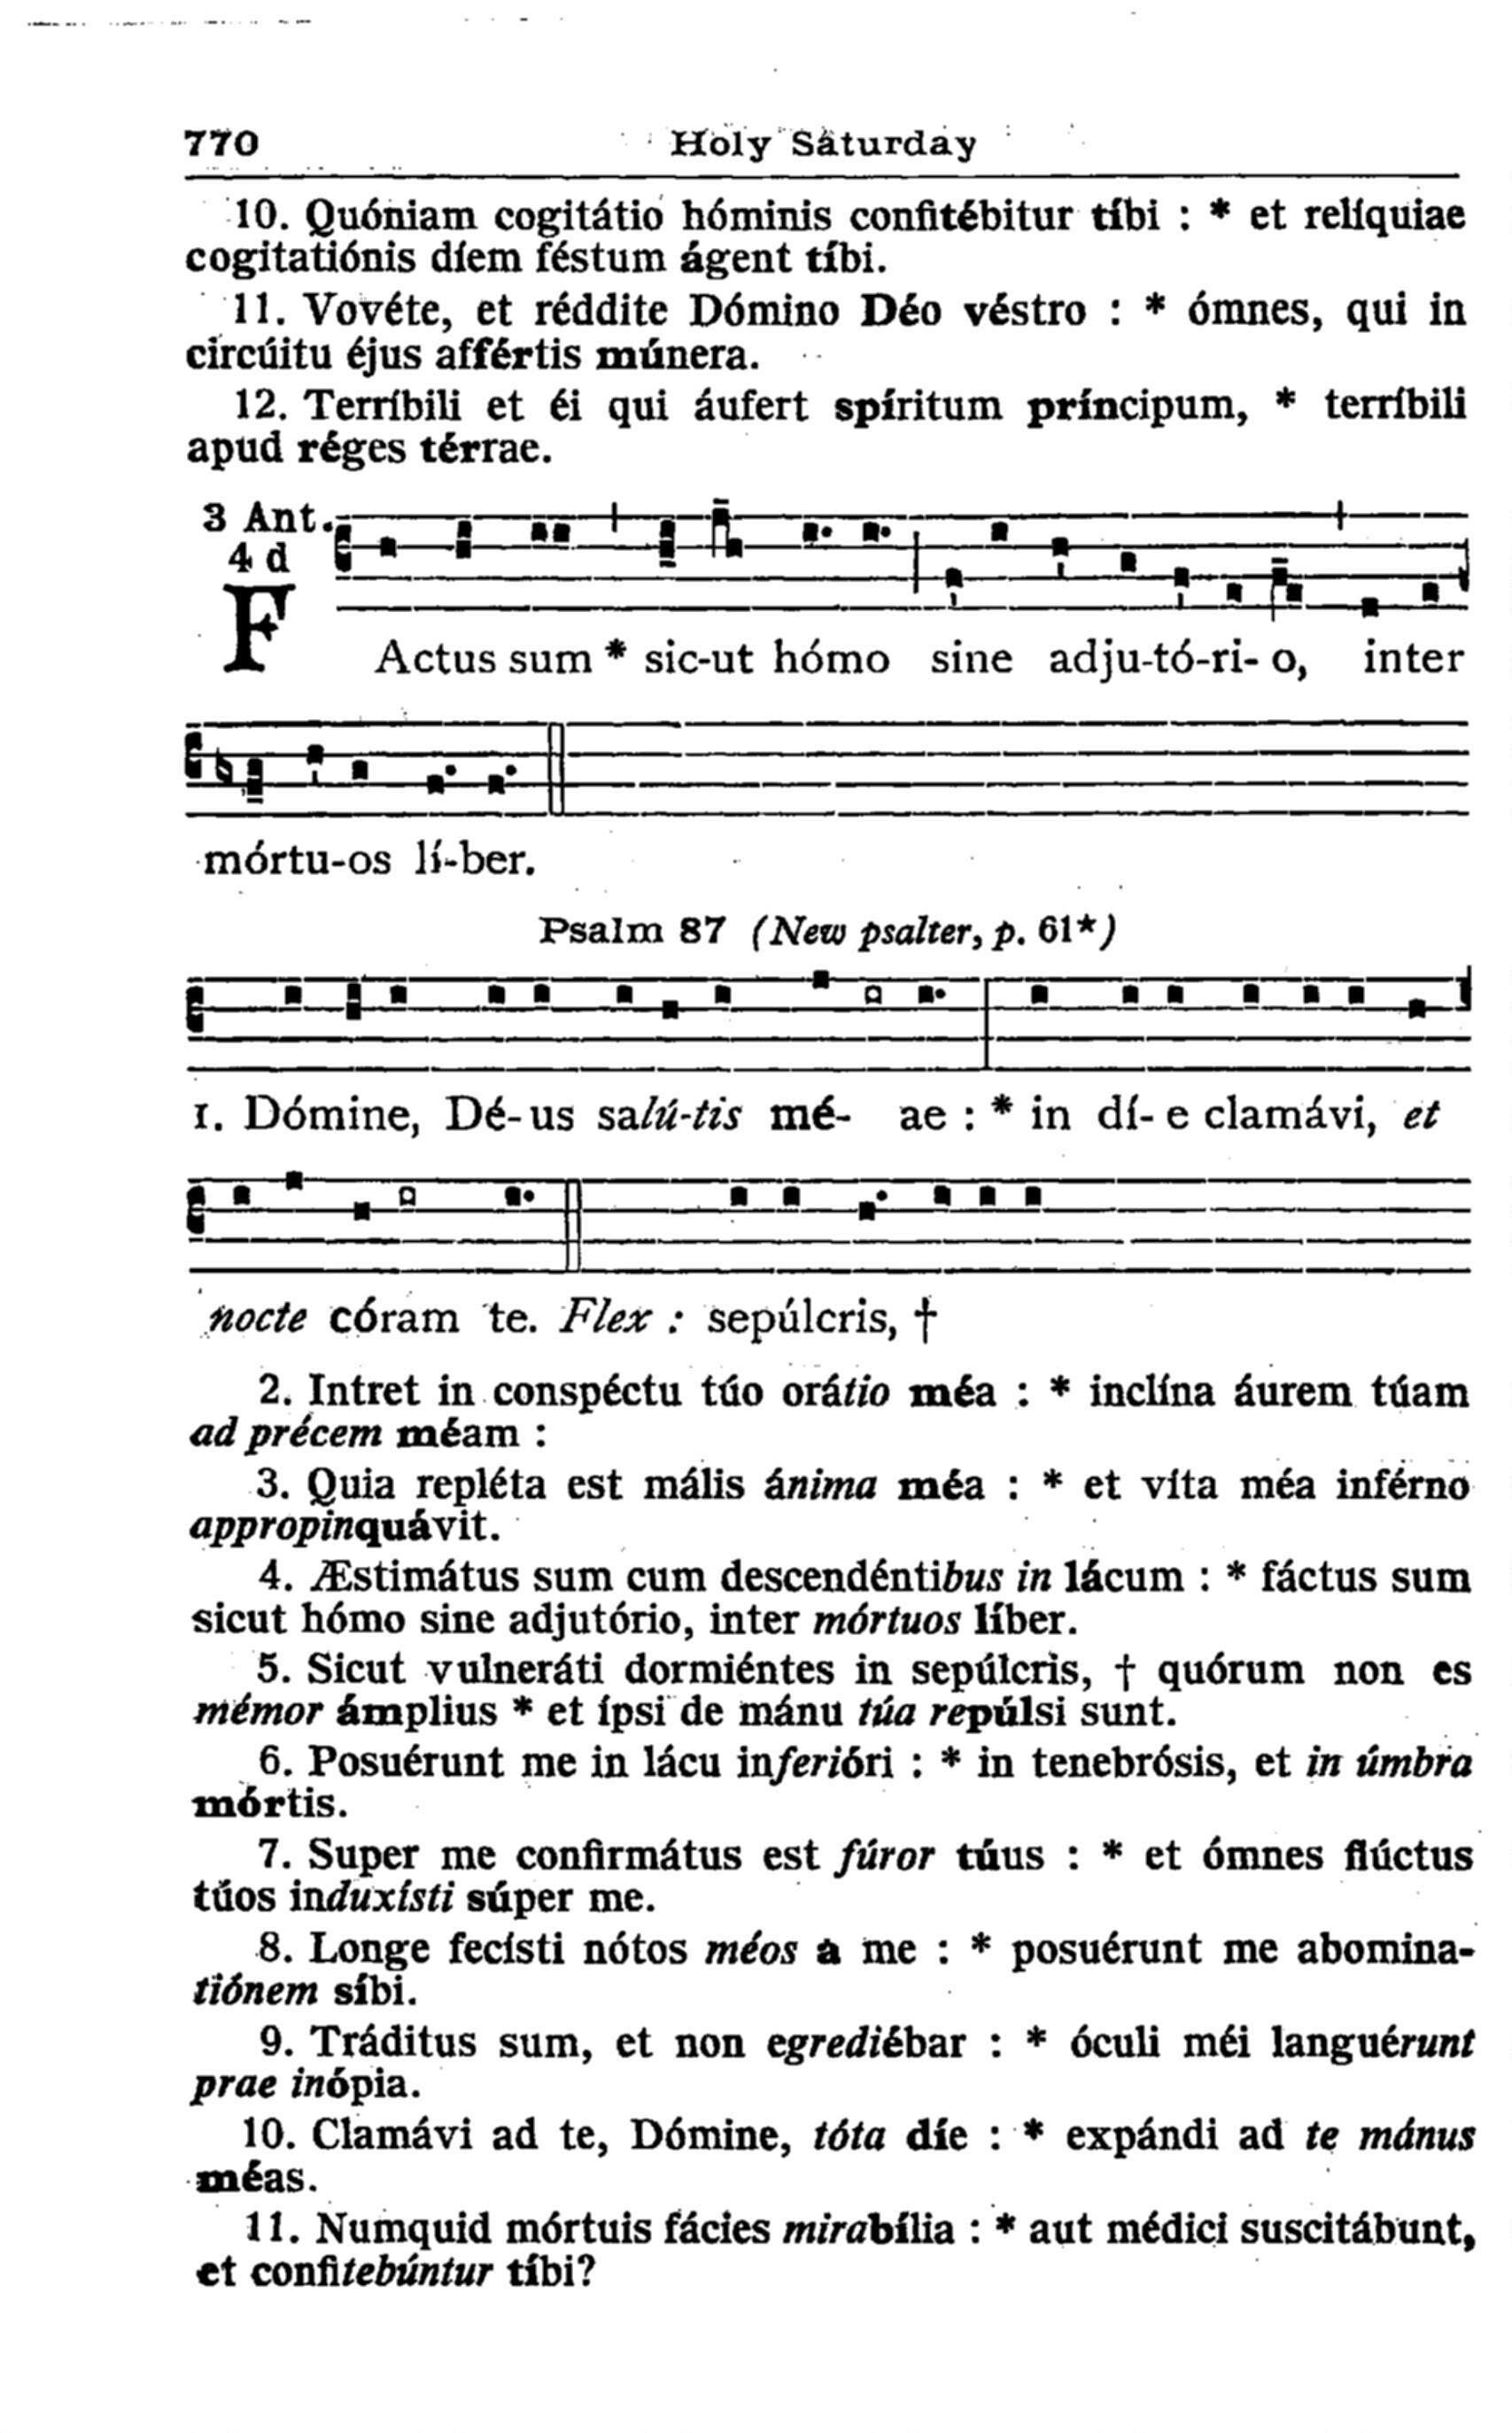 770 Holy Saturday
10. Quóniam cogitátio hóminis confitébitur tíbi : * et relíquiae
cogitatiónis díem féstum ágent tíbi.
11. Vovéte, et réddite Dómino Déo véstro : * ómnes, qui in
circúitu éjus affértis múnera.
12. Terríbili et éi qui áufert spíritum príncipum, * terríbili
apud réges térrae.
3 Ant.
4 d
FActus sum * sic-ut hómo sine adju-tó-ri- o, inter
mórtu-os lí-ber.
Psalm 87 (New psalter, p. 61*)
1. Dómine, Dé- us salú-tis mé- ae : * in dí- e clamávi, et
nocte córam te. Flex : sepúlcris, †
2. Intret in conspéctu túo orátio méa : * inclína áurem túam
ad précem méam :
3. Quia repléta est mális ánima méa : * et víta méa inférno
appropinquávit.
4. Æstimátus sum cum descendéntibus in lácum : * fáctus sum
sicut hómo sine adjutório, inter mórtuos líber.
5. Sicut vulneráti dormiéntes in sepúlcris, † quórum non es
mémor ámplius * et ípsi de mánu túa repúlsi sunt.
6. Posuérunt me in lácu inferióri : * in tenebrósis, et in úmbra
mórtis.
7. Super me confirmátus est fúror túus : * et ómnes flúctus
túos induxísti súper me.
8. Longe fecísti nótos méos a me : * posuérunt me abomina-
tiónem síbi.
9. Tráditus sum, et non egrediébar : * óculi méi languérunt
prae inópia.
10. Clamávi ad te, Dómine, tóta díe : * expándi ad te mánus
méas.
11. Numquid mórtuis fácies mirabília : * aut médici suscitábunt,
et confitebúntur tíbi?